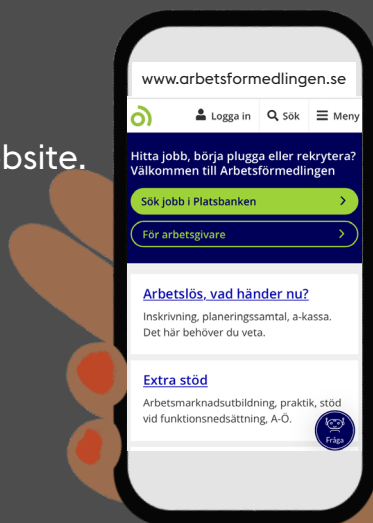 www.arbetsformedlingen.se
Logga in Sök Meny
bsite.
Hitta jobb, börja plugga eller rekrytera?
Välkommen till Arbetsförmedlingen
Sök jobb i Platsbanken
För arbetsgivare
Arbetslös, vad händer nu?
Inskrivning, planeringssamtal, a-kassa.
Det här behöver du veta.
Extra stöd
Arbetsmarknadsutbildning, praktik, stöd
vid funktionsnedsättning, A-Ö.
Fråga